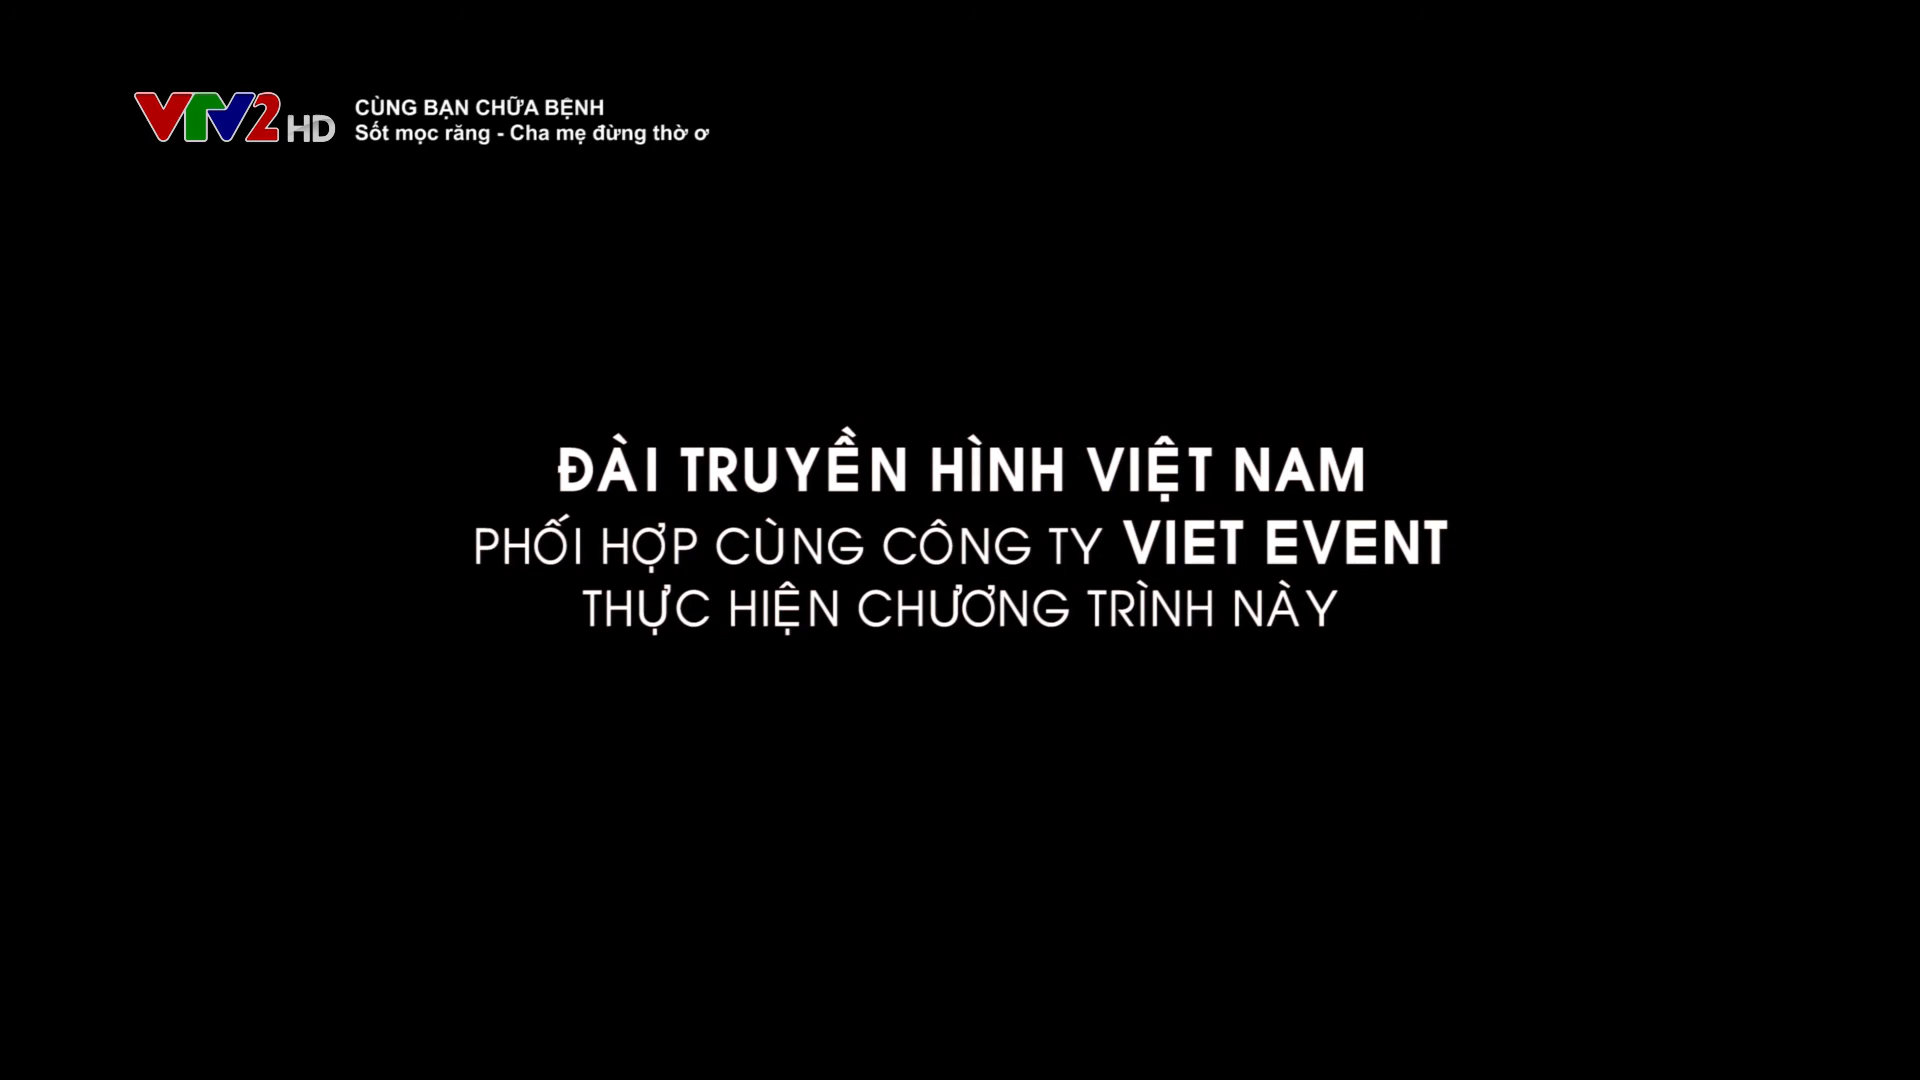 VTV2 HD
CÙNG BẠN CHỮA BỆNH
Sốt mọc răng - Cha mẹ đừng thờ ơ
ĐÀI TRUYỀN HÌNH VIỆT NAM
PHỐI HỢP CÙNG CÔNG TY VIET EVENT
THỰC HIỆN CHƯƠNG TRÌNH NÀY